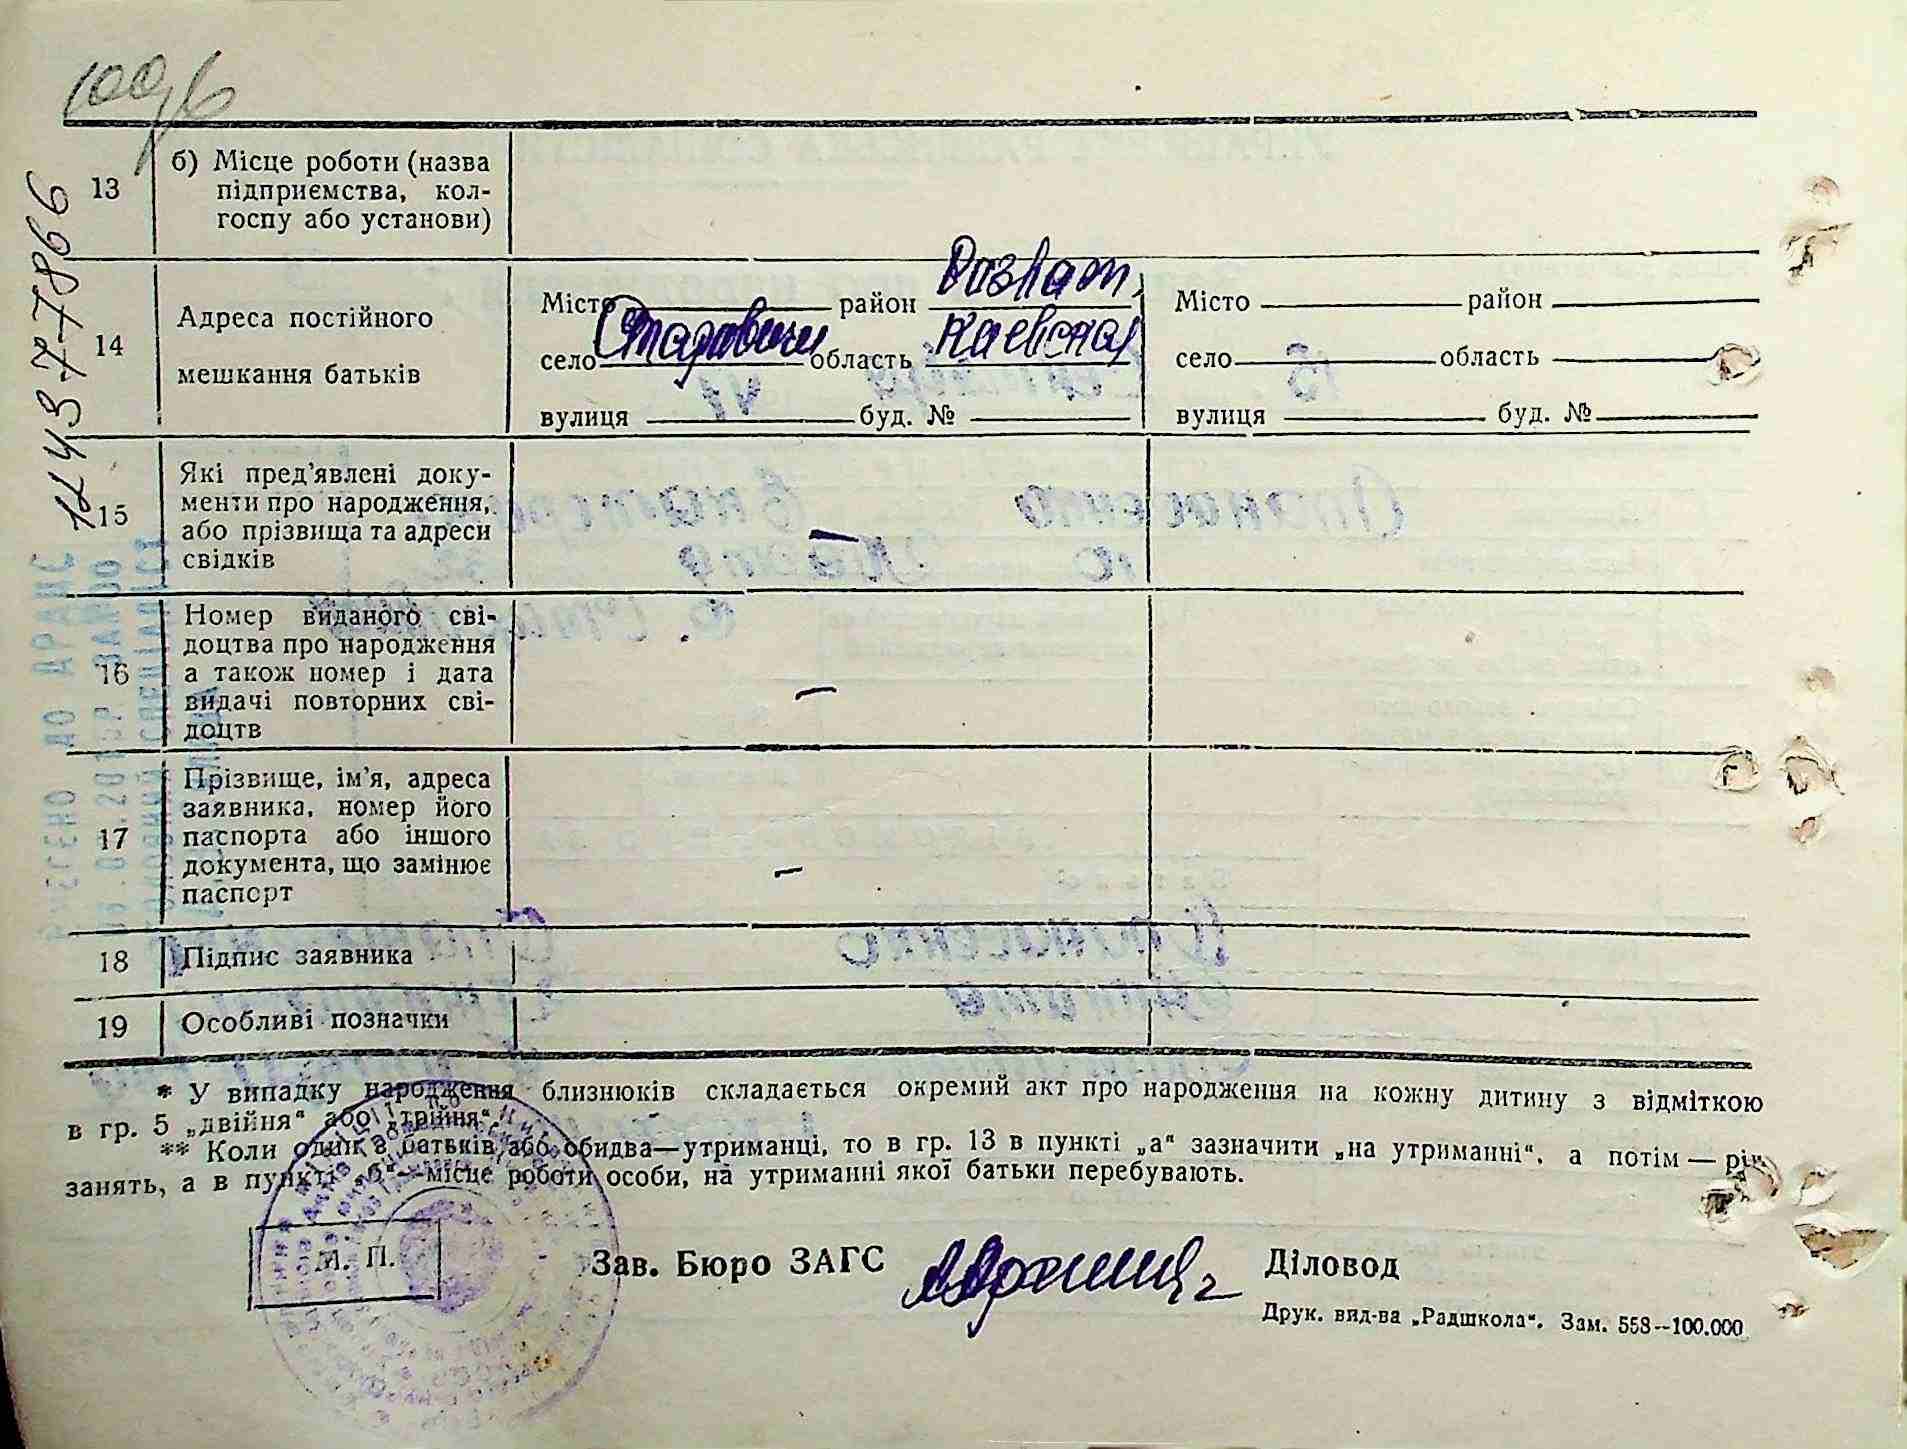 13
б) Місце роботи (назва
підприємства, кол-
госпу або установи)
14
Адреса постійного
мешкання батьків
Місто район Розваж.
село Старовичи область Киевская
вулиця буд. №
Місто район
село область
вулиця буд. №
15
Які пред'явлені доку-
менти про народження,
або прізвища та адреси
свідків
—
16
Номер виданого сві-
доцтва про народження
а також номер і дата
видачі повторних сві-
доцтв
—
17
Прізвище, ім'я, адреса
заявника, номер його
паспорта або іншого
документа, що замінює
паспорт
—
18
Підпис заявника
19
Особливі позначки
* У випадку народження близнюків складається окремий акт про народження на кожну дитину з відміткою
в гр. 5 „двійня“ або „трійня“.
** Коли один з батьків, або обидва—утриманці, то в гр. 13 в пункті „а“ зазначити „на утриманні“, а потім — рід
занять, а в пункті „б“—місце роботи особи, на утриманні якої батьки перебувають.
М. П.
Зав. Бюро ЗАГС
Діловод
Друк. вид-ва „Радшкола“. Зам. 558—100.000